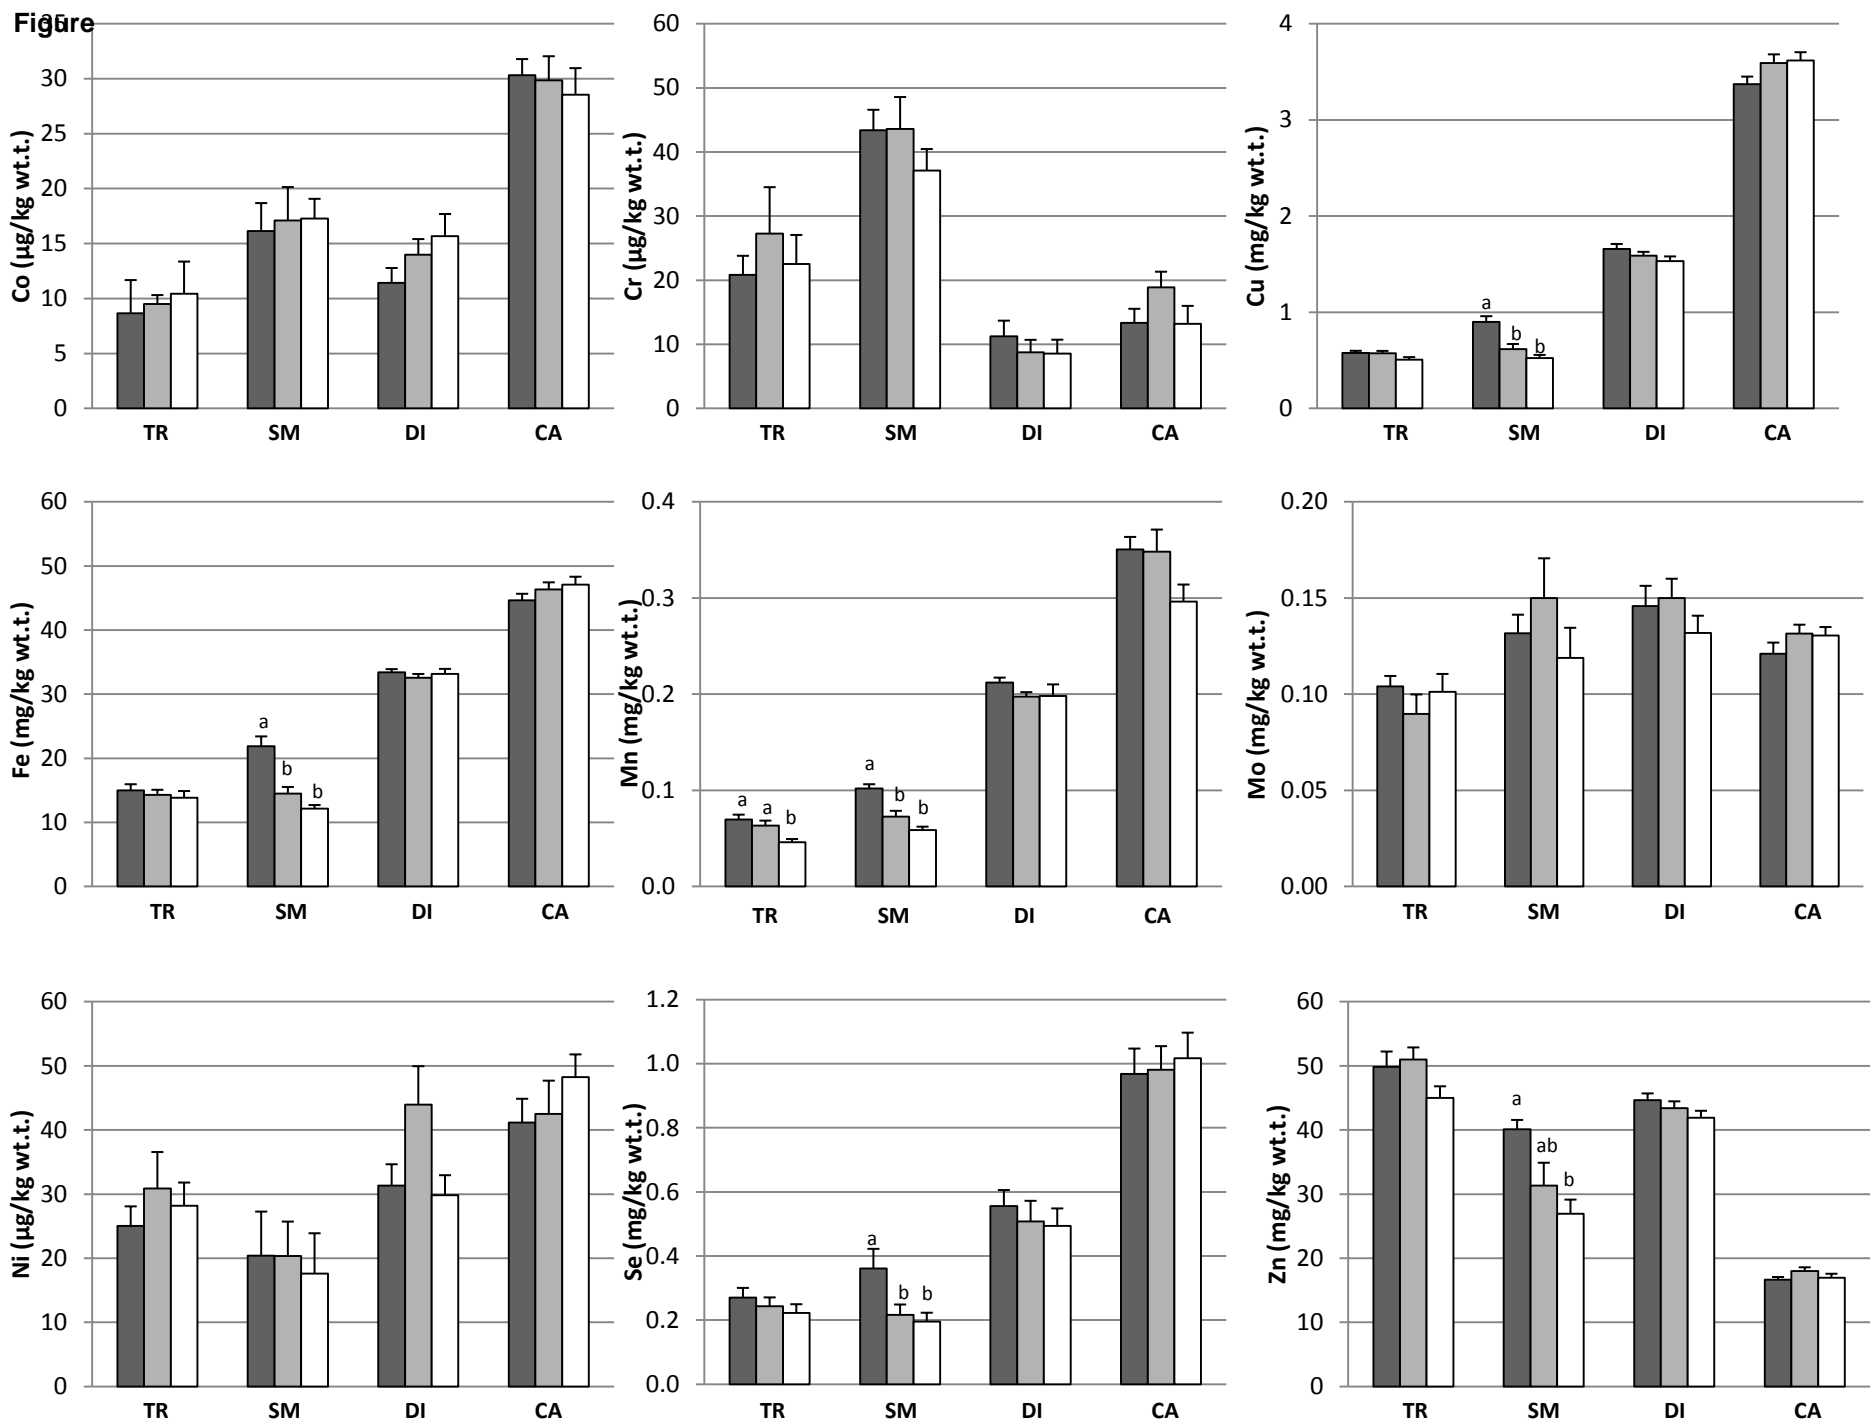 Figure
35
30
25
20
15
10
5
0
Co (µg/kg wt.t.)
TR SM DI CA
60
50
40
30
20
10
0
Cr (µg/kg wt.t.)
TR SM DI CA
4
3
2
1
0
Cu (mg/kg wt.t.)
a
b
b
TR SM DI CA
60
50
40
30
20
10
0
Fe (mg/kg wt.t.)
a
b
b
TR SM DI CA
0.4
0.3
0.2
0.1
0.0
Mn (mg/kg wt.t.)
a a b
a
b b
TR SM DI CA
0.20
0.15
0.10
0.05
0.00
Mo (mg/kg wt.t.)
TR SM DI CA
60
50
40
30
20
10
0
Ni (µg/kg wt.t.)
TR SM DI CA
1.2
1.0
0.8
0.6
0.4
0.2
0.0
Se (mg/kg wt.t.)
a
b b
TR SM DI CA
60
50
40
30
20
10
0
Zn (mg/kg wt.t.)
a
ab
b
TR SM DI CA